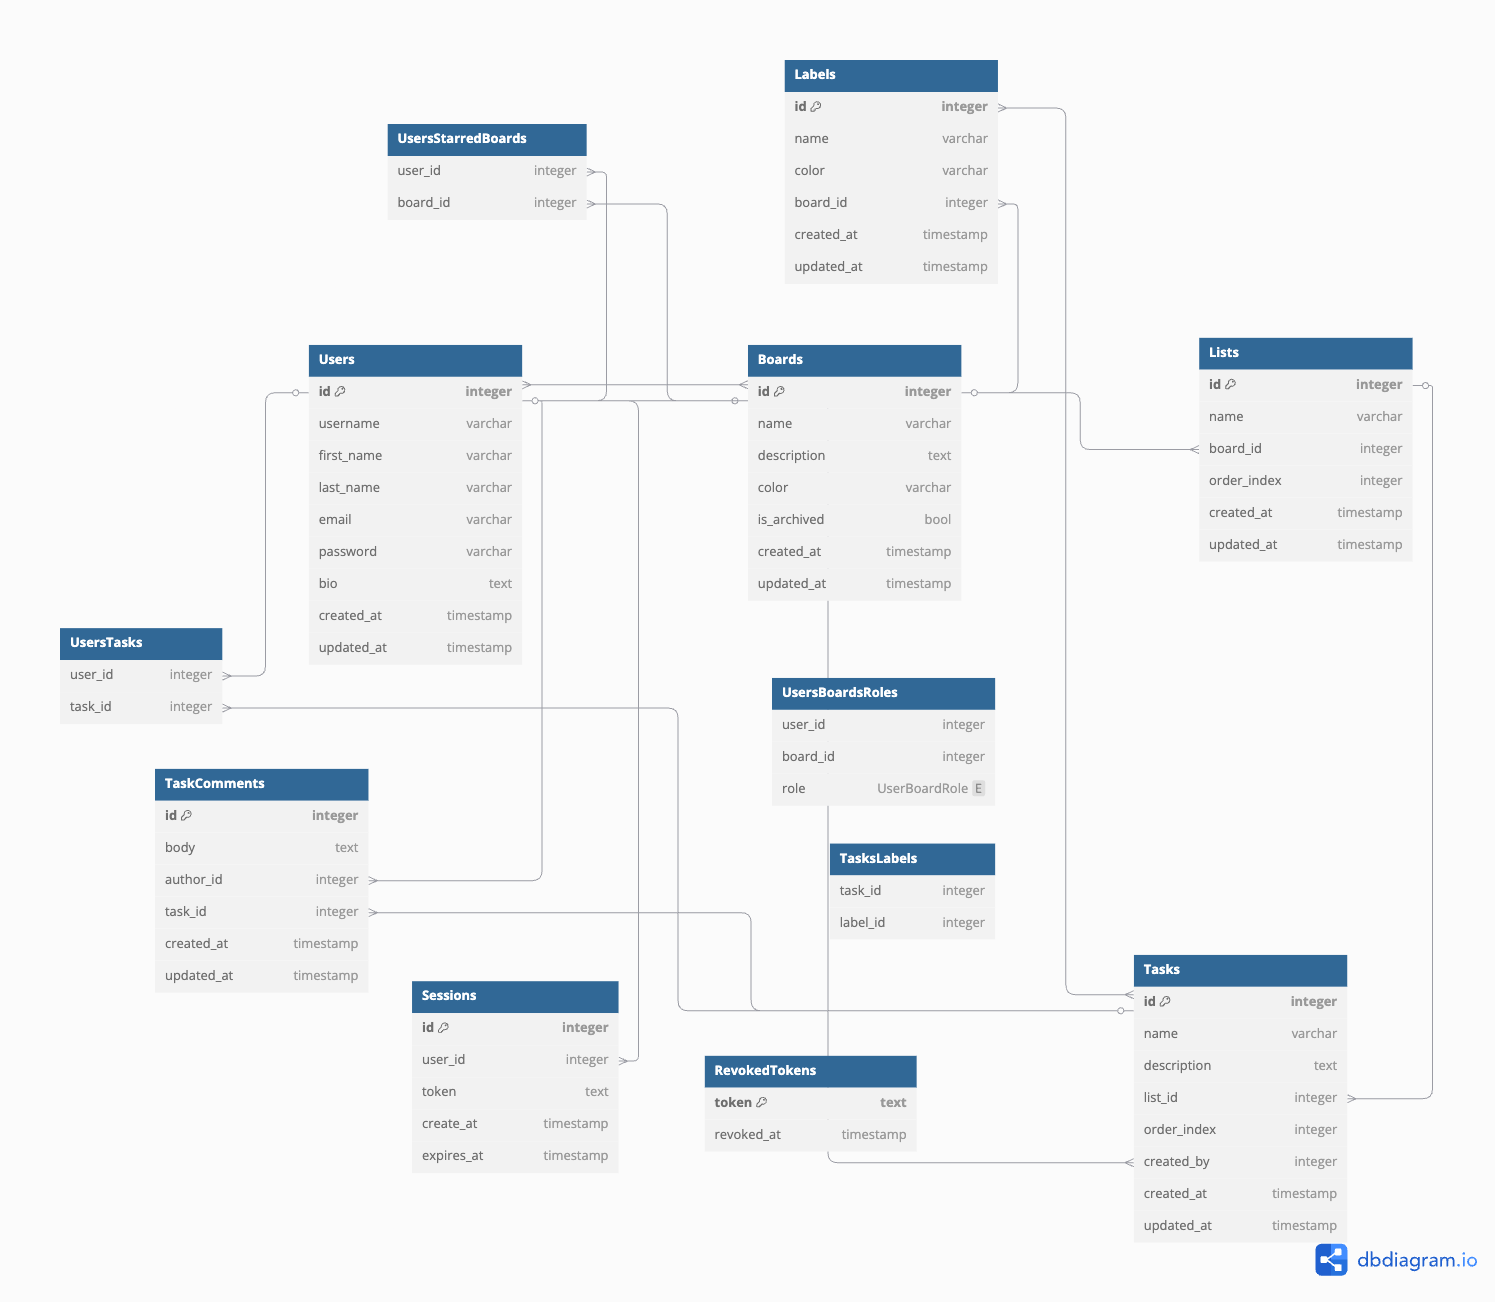 Labels
id integer
name varchar
color varchar
board_id integer
created_at timestamp
updated_at timestamp
UsersStarredBoards
user_id integer
board_id integer
Users
id integer
username varchar
first_name varchar
last_name varchar
email varchar
password varchar
bio text
created_at timestamp
updated_at timestamp
Boards
id integer
name varchar
description text
color varchar
is_archived bool
created_at timestamp
updated_at timestamp
Lists
id integer
name varchar
board_id integer
order_index integer
created_at timestamp
updated_at timestamp
UsersTasks
user_id integer
task_id integer
UsersBoardsRoles
user_id integer
board_id integer
role UserBoardRole E
TaskComments
id integer
body text
author_id integer
task_id integer
created_at timestamp
updated_at timestamp
TasksLabels
task_id integer
label_id integer
Sessions
id integer
user_id integer
token text
create_at timestamp
expires_at timestamp
RevokedTokens
token text
revoked_at timestamp
Tasks
id integer
name varchar
description text
list_id integer
order_index integer
created_by integer
created_at timestamp
updated_at timestamp
dbdiagram.io